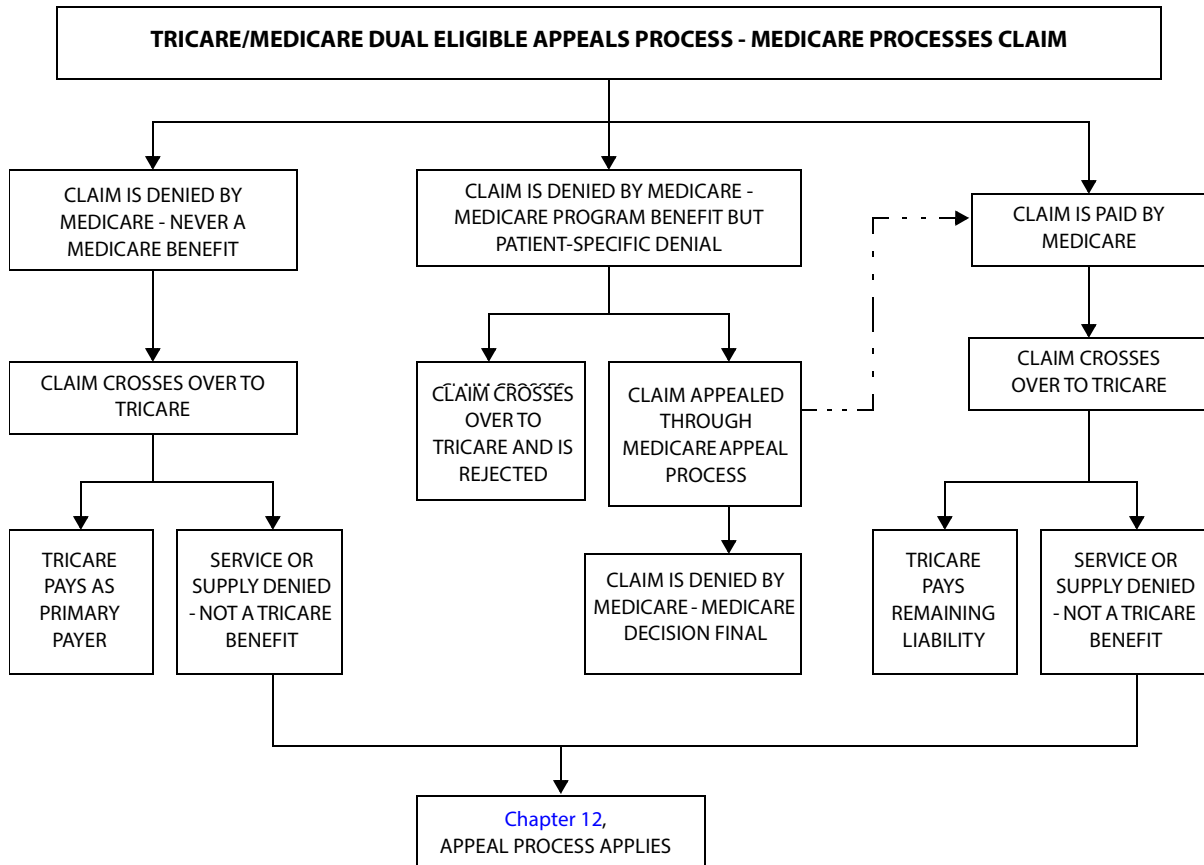 TRICARE/MEDICARE DUAL ELIGIBLE APPEALS PROCESS - MEDICARE PROCESSES CLAIM
CLAIM IS DENIED BY
MEDICARE - NEVER A
MEDICARE BENEFIT
CLAIM IS DENIED BY MEDICARE -
MEDICARE PROGRAM BENEFIT BUT
PATIENT-SPECIFIC DENIAL
CLAIM IS PAID BY
MEDICARE
CLAIM CROSSES OVER TO
TRICARE
CLAIM CROSSES
OVER TO
TRICARE AND IS
REJECTED
CLAIM APPEALED
THROUGH
MEDICARE APPEAL
PROCESS
CLAIM CROSSES
OVER TO TRICARE
TRICARE
PAYS AS
PRIMARY
PAYER
SERVICE OR
SUPPLY DENIED
- NOT A TRICARE
BENEFIT
CLAIM IS DENIED BY
MEDICARE - MEDICARE
DECISION FINAL
TRICARE
PAYS
REMAINING
LIABILITY
SERVICE OR
SUPPLY DENIED
- NOT A TRICARE
BENEFIT
Chapter 12,
APPEAL PROCESS APPLIES